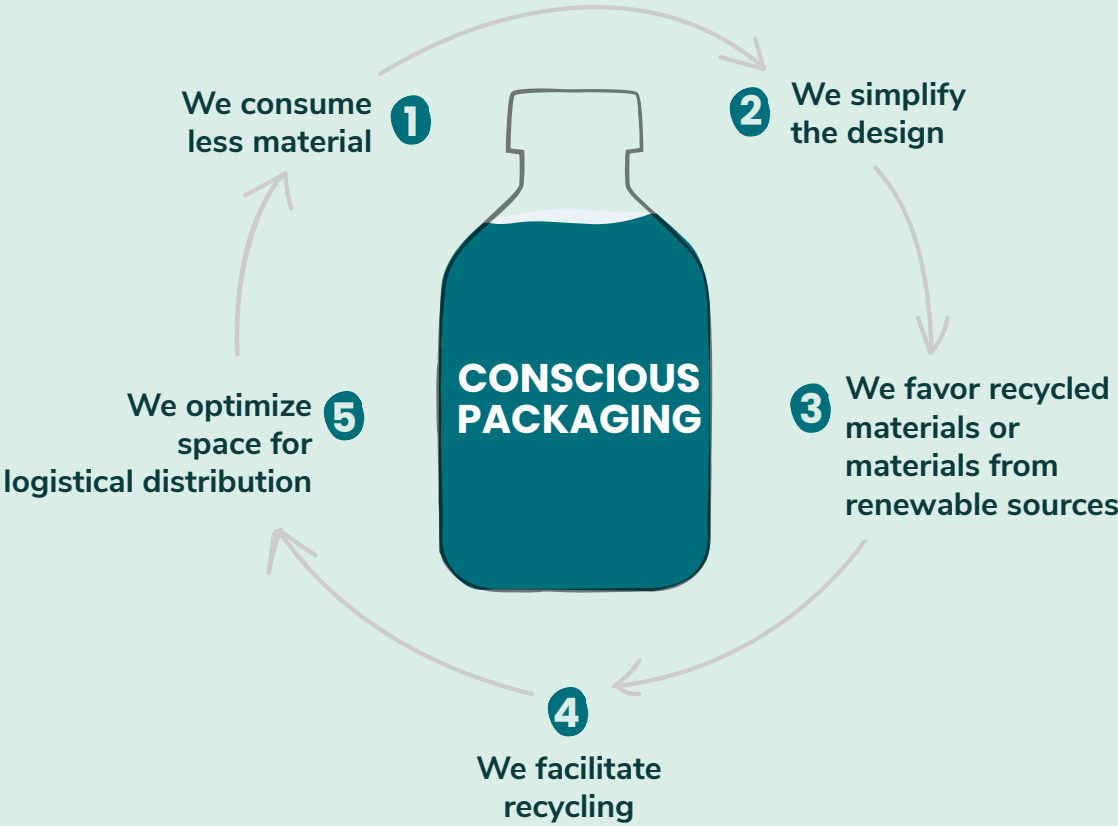 We consume
less material
1
2
We simplify
the design
CONSCIOUS
PACKAGING
3
We favor recycled
materials or
materials from
renewable sources
4
We facilitate
recycling
We optimize
space for
logistical distribution
5